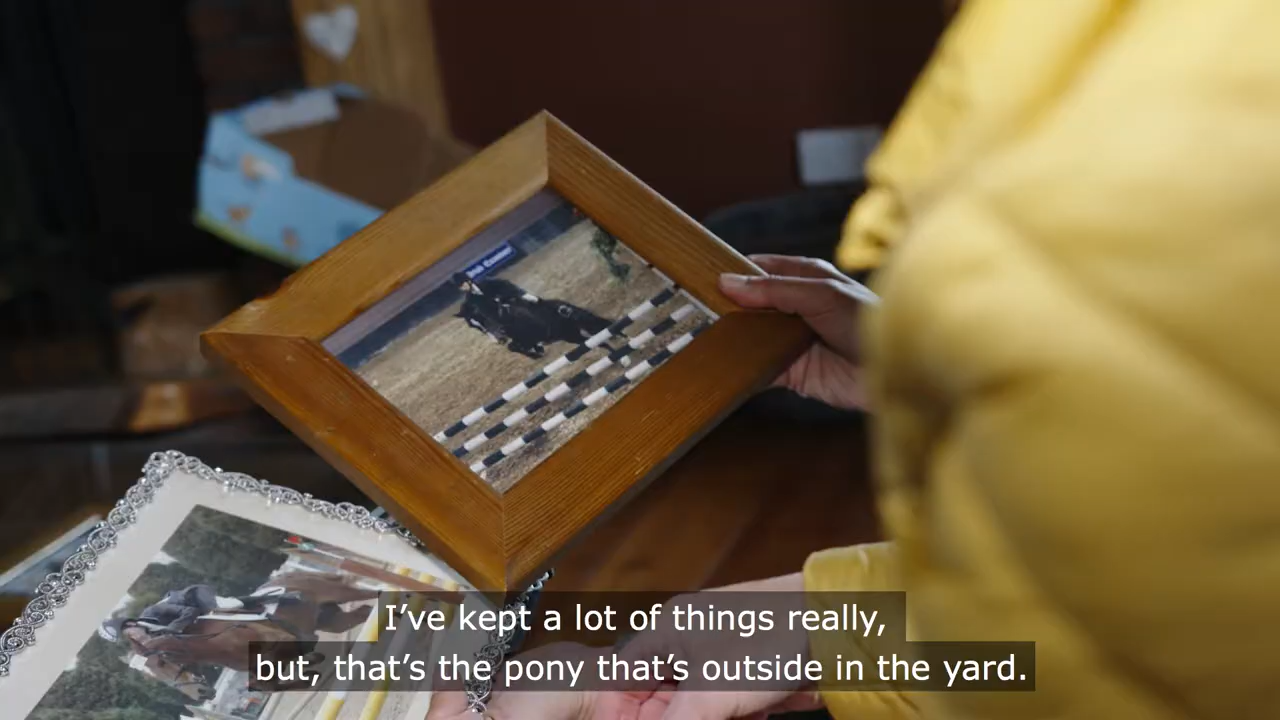 I’ve kept a lot of things really,
but, that’s the pony that’s outside in the yard.